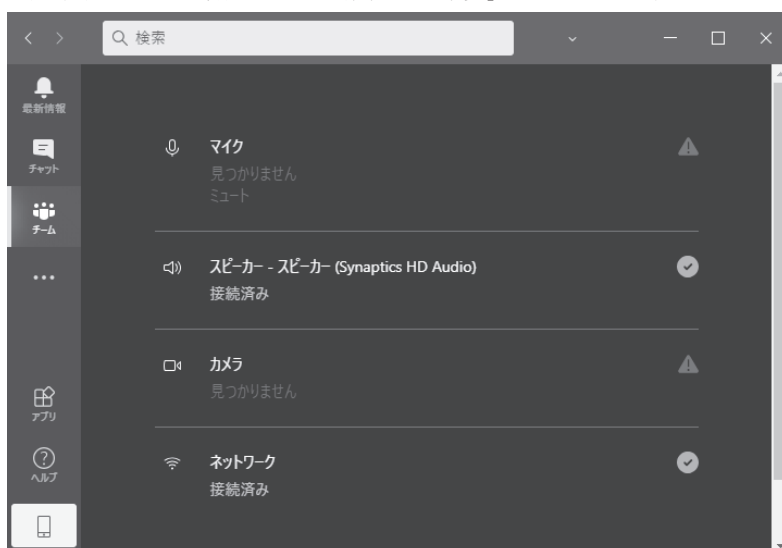 検索
最新情報
チャット
チーム
アプリ
ヘルプ
マイク
見つかりません
ミュート
スピーカー - スピーカー (Synaptics HD Audio)
接続済み
カメラ
見つかりません
ネットワーク
接続済み